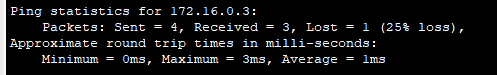 Ping statistics for 172.16.0.3:
    Packets: Sent = 4, Received = 3, Lost = 1 (25% loss),
Approximate round trip times in milli-seconds:
    Minimum = 0ms, Maximum = 3ms, Average = 1ms